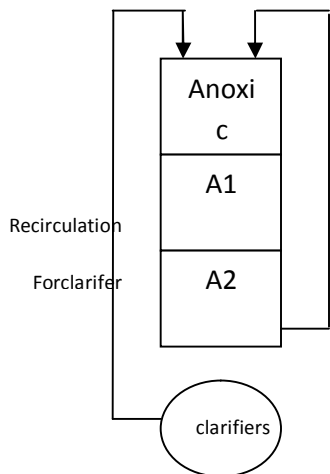 Anoxi
c
A1
Recirculation
Forclarifer
A2
clarifiers